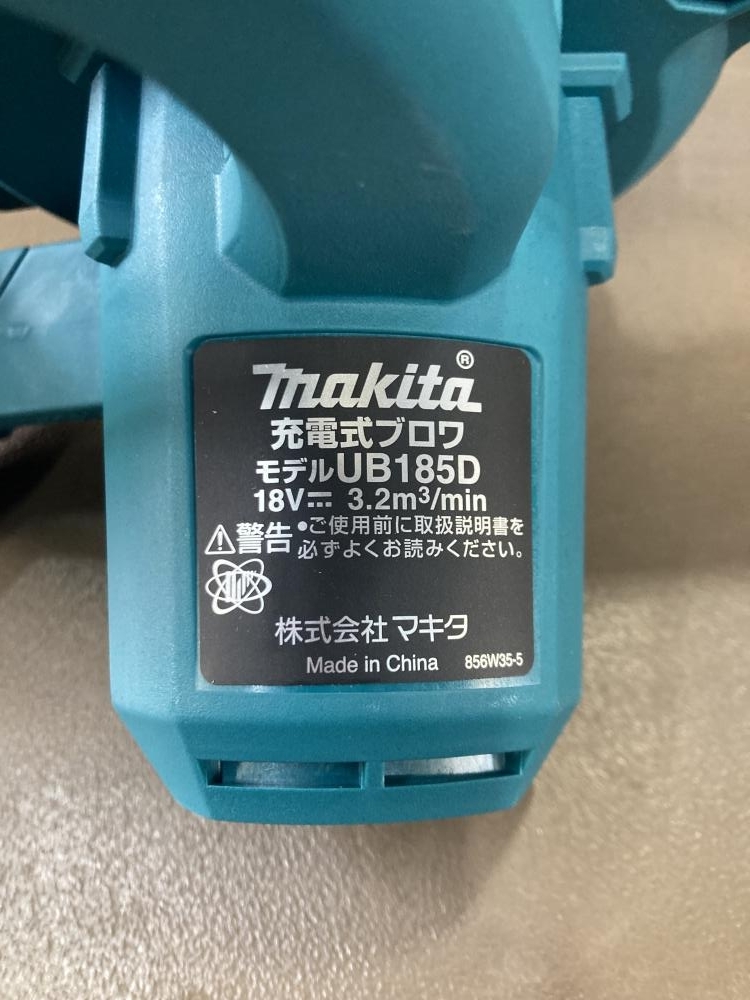 makita®
充電式ブロワ
モデルUB185D
18V⎓ 3.2m³/min
⚠警告 •ご使用前に取扱説明書を
必ずよくお読みください。
株式会社マキタ
Made in China 856W35-5